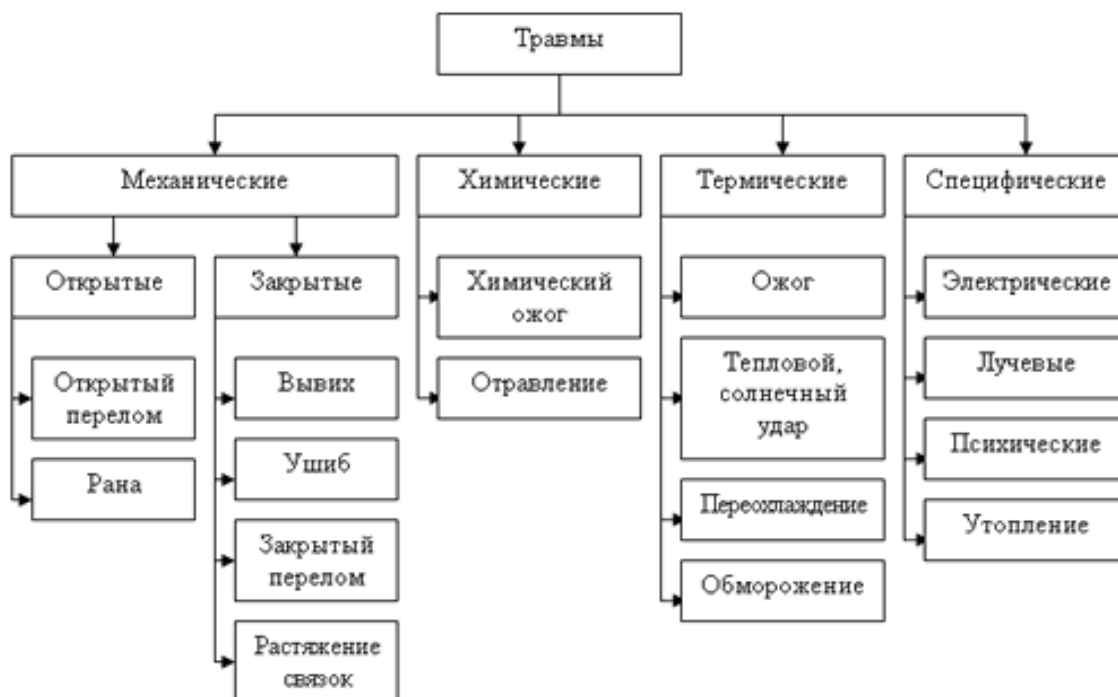 Травмы
Механические
Химические
Термические
Специфические
Открытые
Закрытые
Открытый
перелом
Рана
Вывих
Ушиб
Закрытый
перелом
Растяжение
связок
Химический
ожог
Отравление
Ожог
Тепловой,
солнечный
удар
Переохлаждение
Обморожение
Электрические
Лучевые
Психические
Утопление